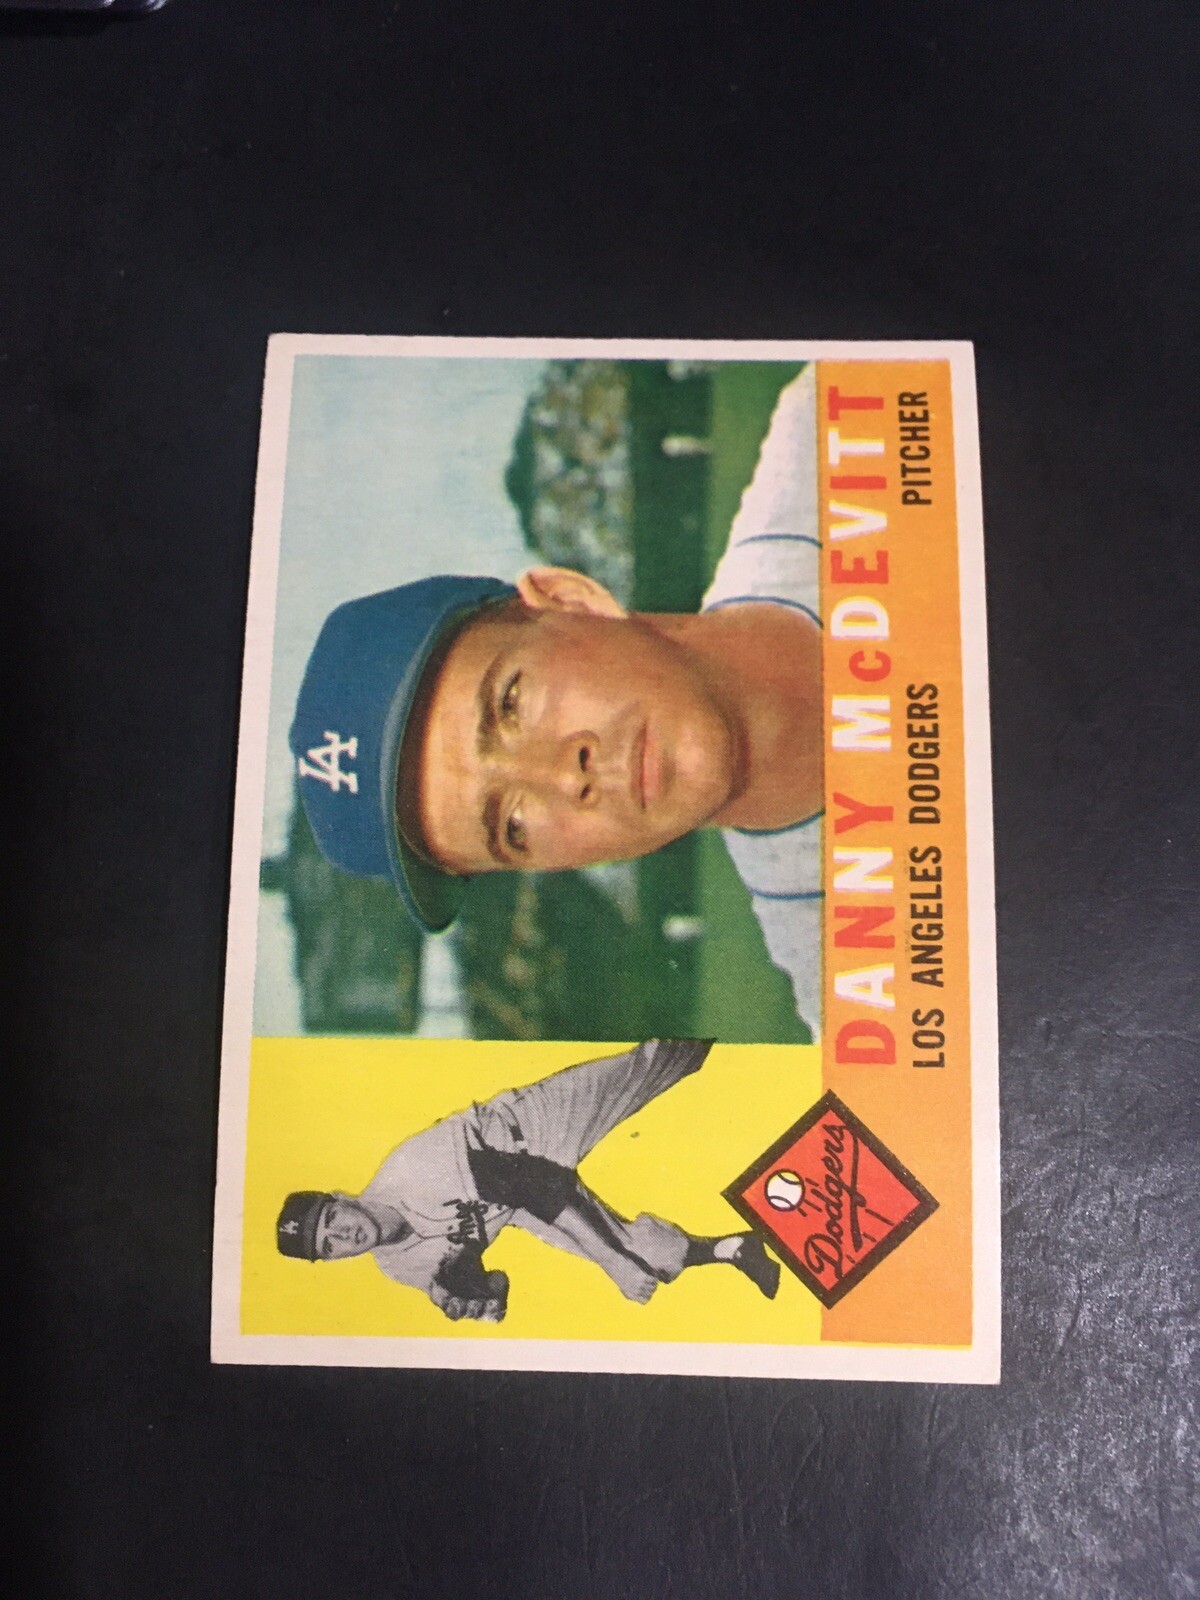 LA
DANNY McDEVITT
LOS ANGELES DODGERS PITCHER
Dodgers